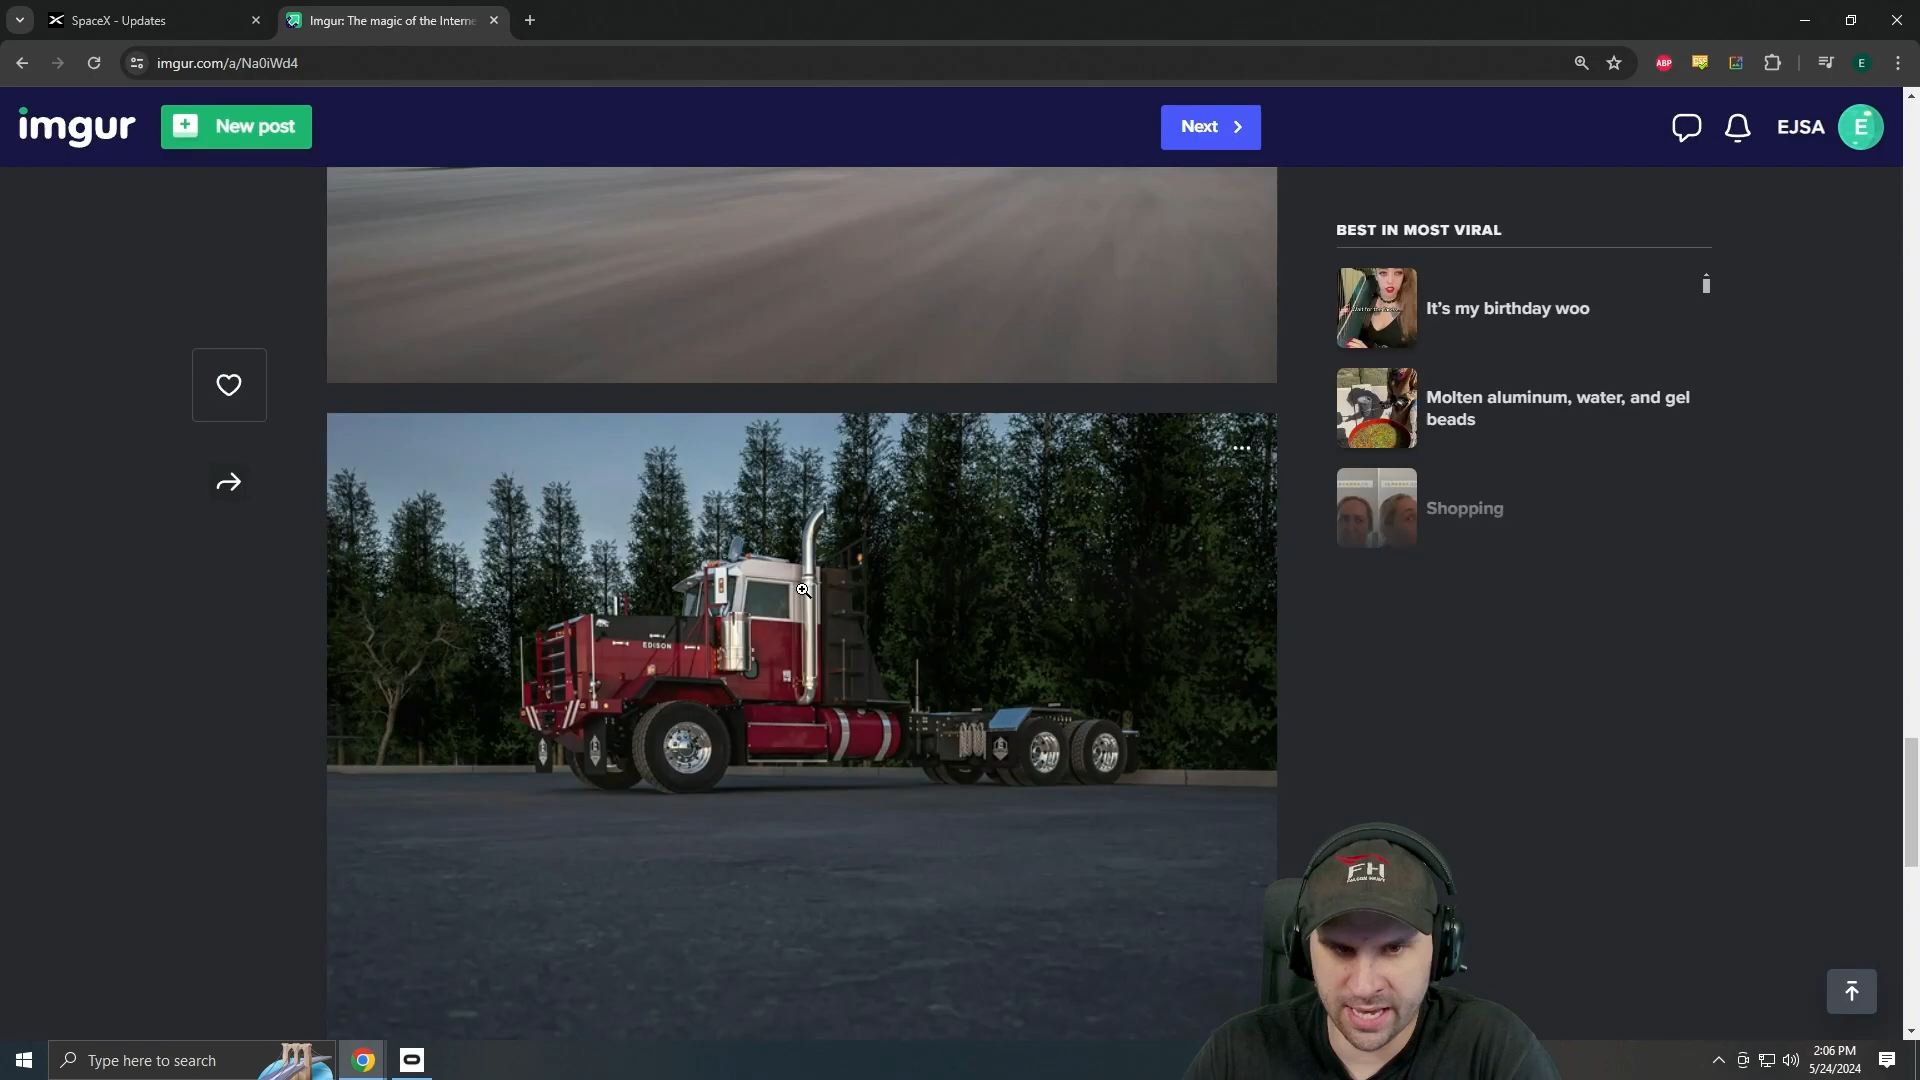 SpaceX - Updates
Imgur: The magic of the Interne
imgur.com/a/Na0iWd4
ABP
E
imgur
New post
Next
EJSA
E
BEST IN MOST VIRAL
It's my birthday woo
Molten aluminum, water, and gel
beads
Shopping
EDISON
FH
Type here to search
2:06 PM
5/24/2024